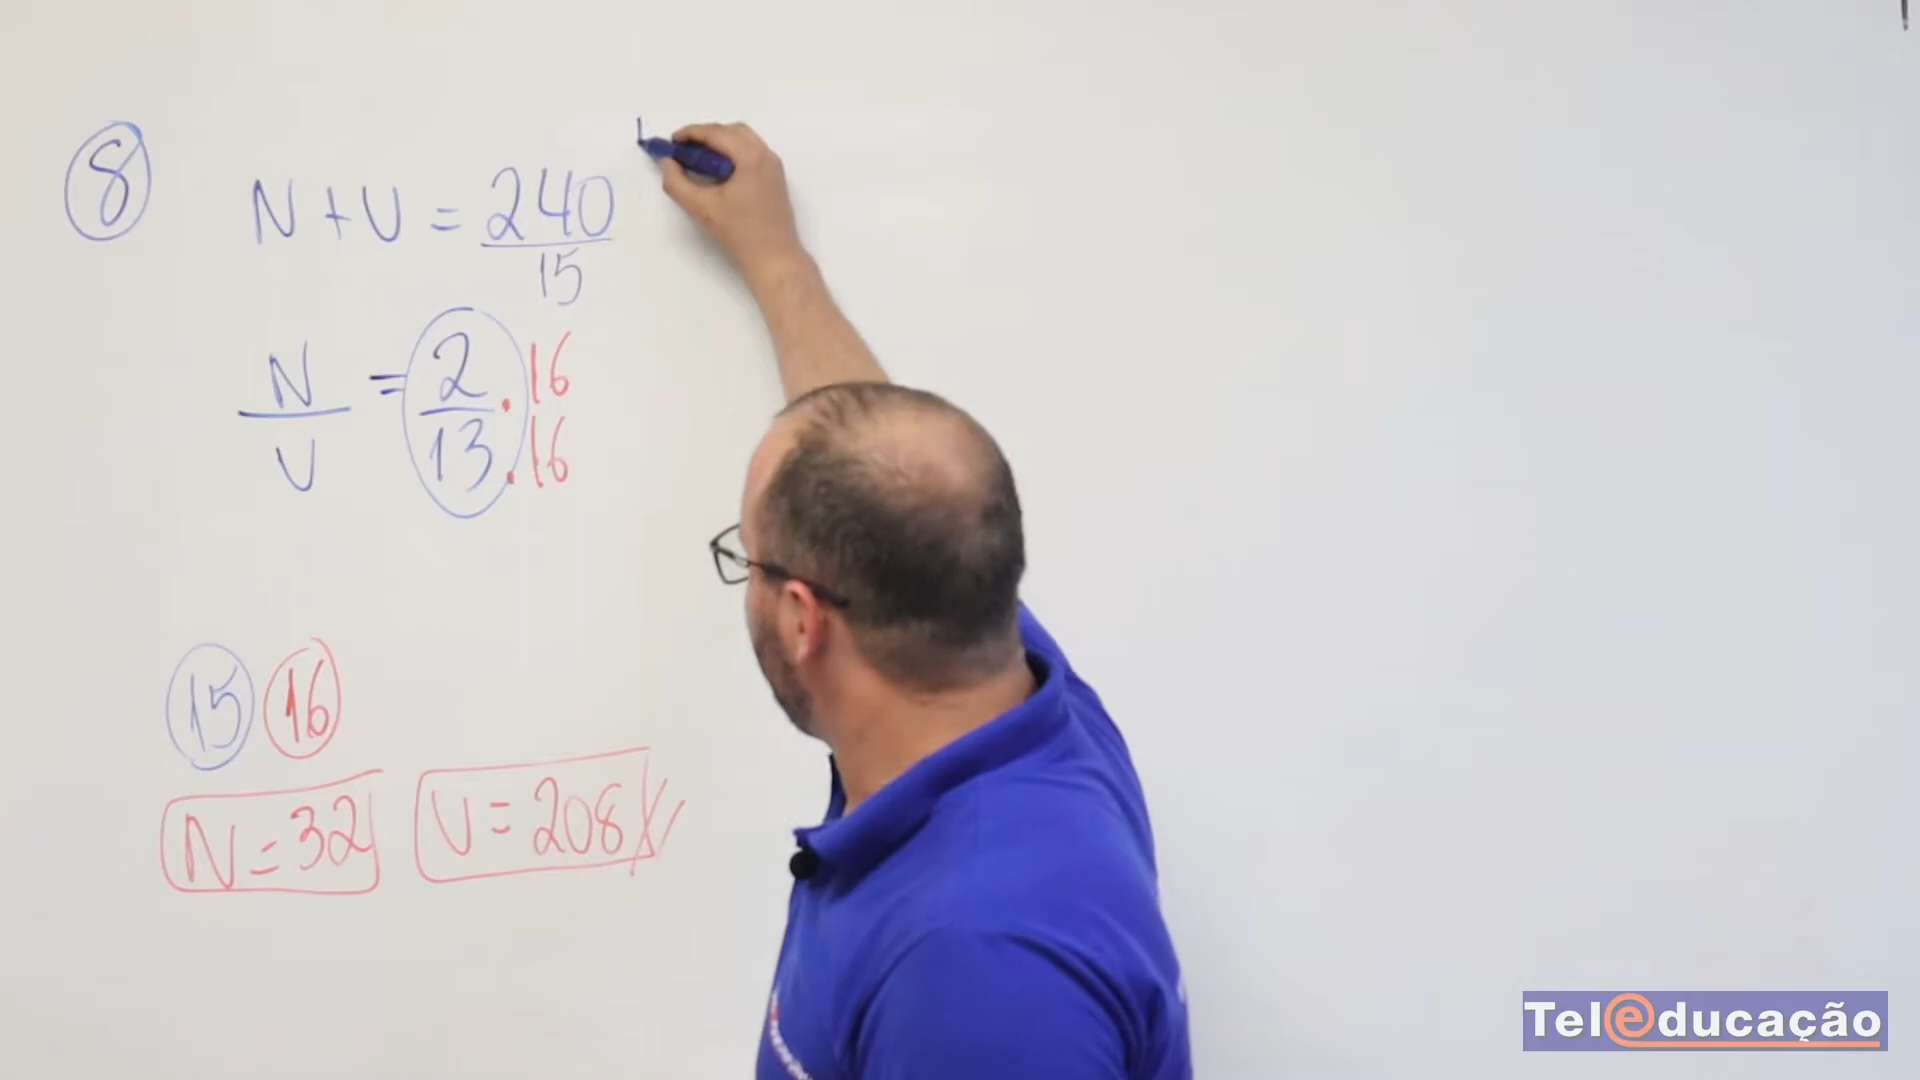 8
N + U = 240
15
N = 2 . 16
U 13 . 16
15 16
N = 32 U = 208
Teleducação